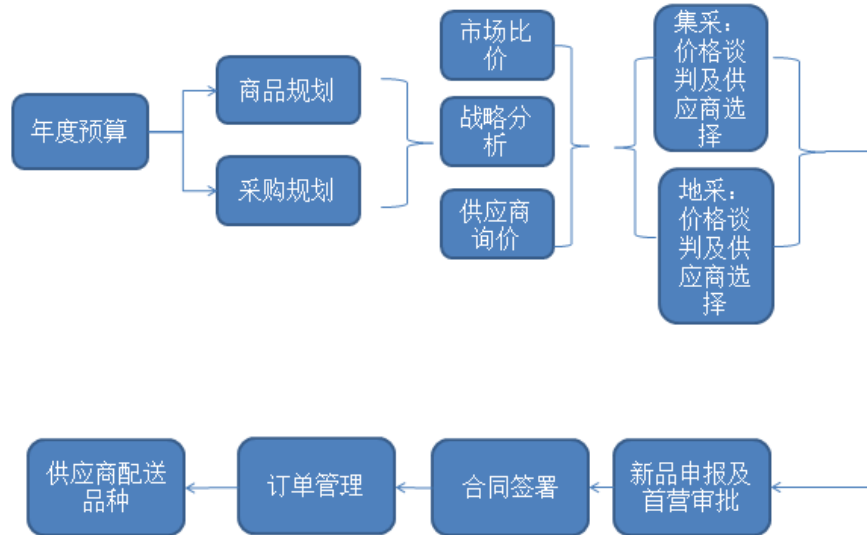 年度预算
商品规划
采购规划
市场比
价
战略分
析
供应商
询价
集采：
价格谈
判及供
应商选
择
地采：
价格谈
判及供
应商选
择
新品申报及
首营审批
合同签署
订单管理
供应商配送
品种